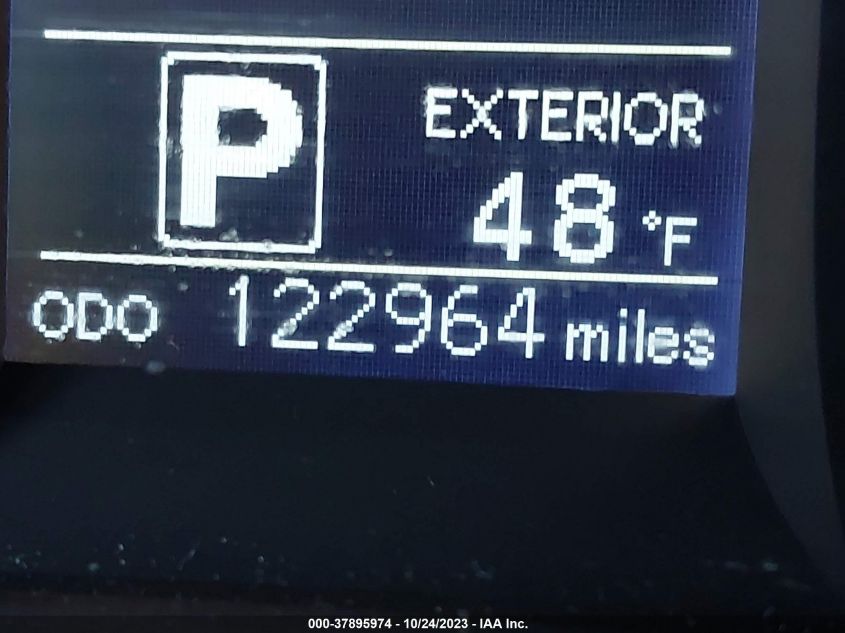 P
EXTERIOR
48 °F
ODO 122964 miles
000-37895974 - 10/24/2023 - IAA Inc.